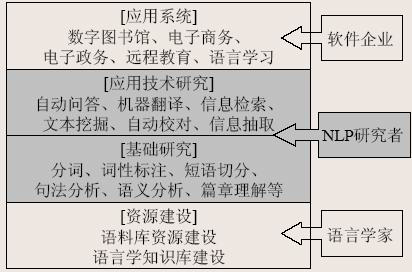 [应用系统]
数字图书馆、电子商务、
电子政务、远程教育、语言学习
软件企业
[应用技术研究]
自动问答、机器翻译、信息检索、
文本挖掘、自动校对、信息抽取
NLP研究者
[基础研究]
分词、词性标注、短语切分、
句法分析、语义分析、篇章理解等
[资源建设]
语料库资源建设
语言学知识库建设
语言学家